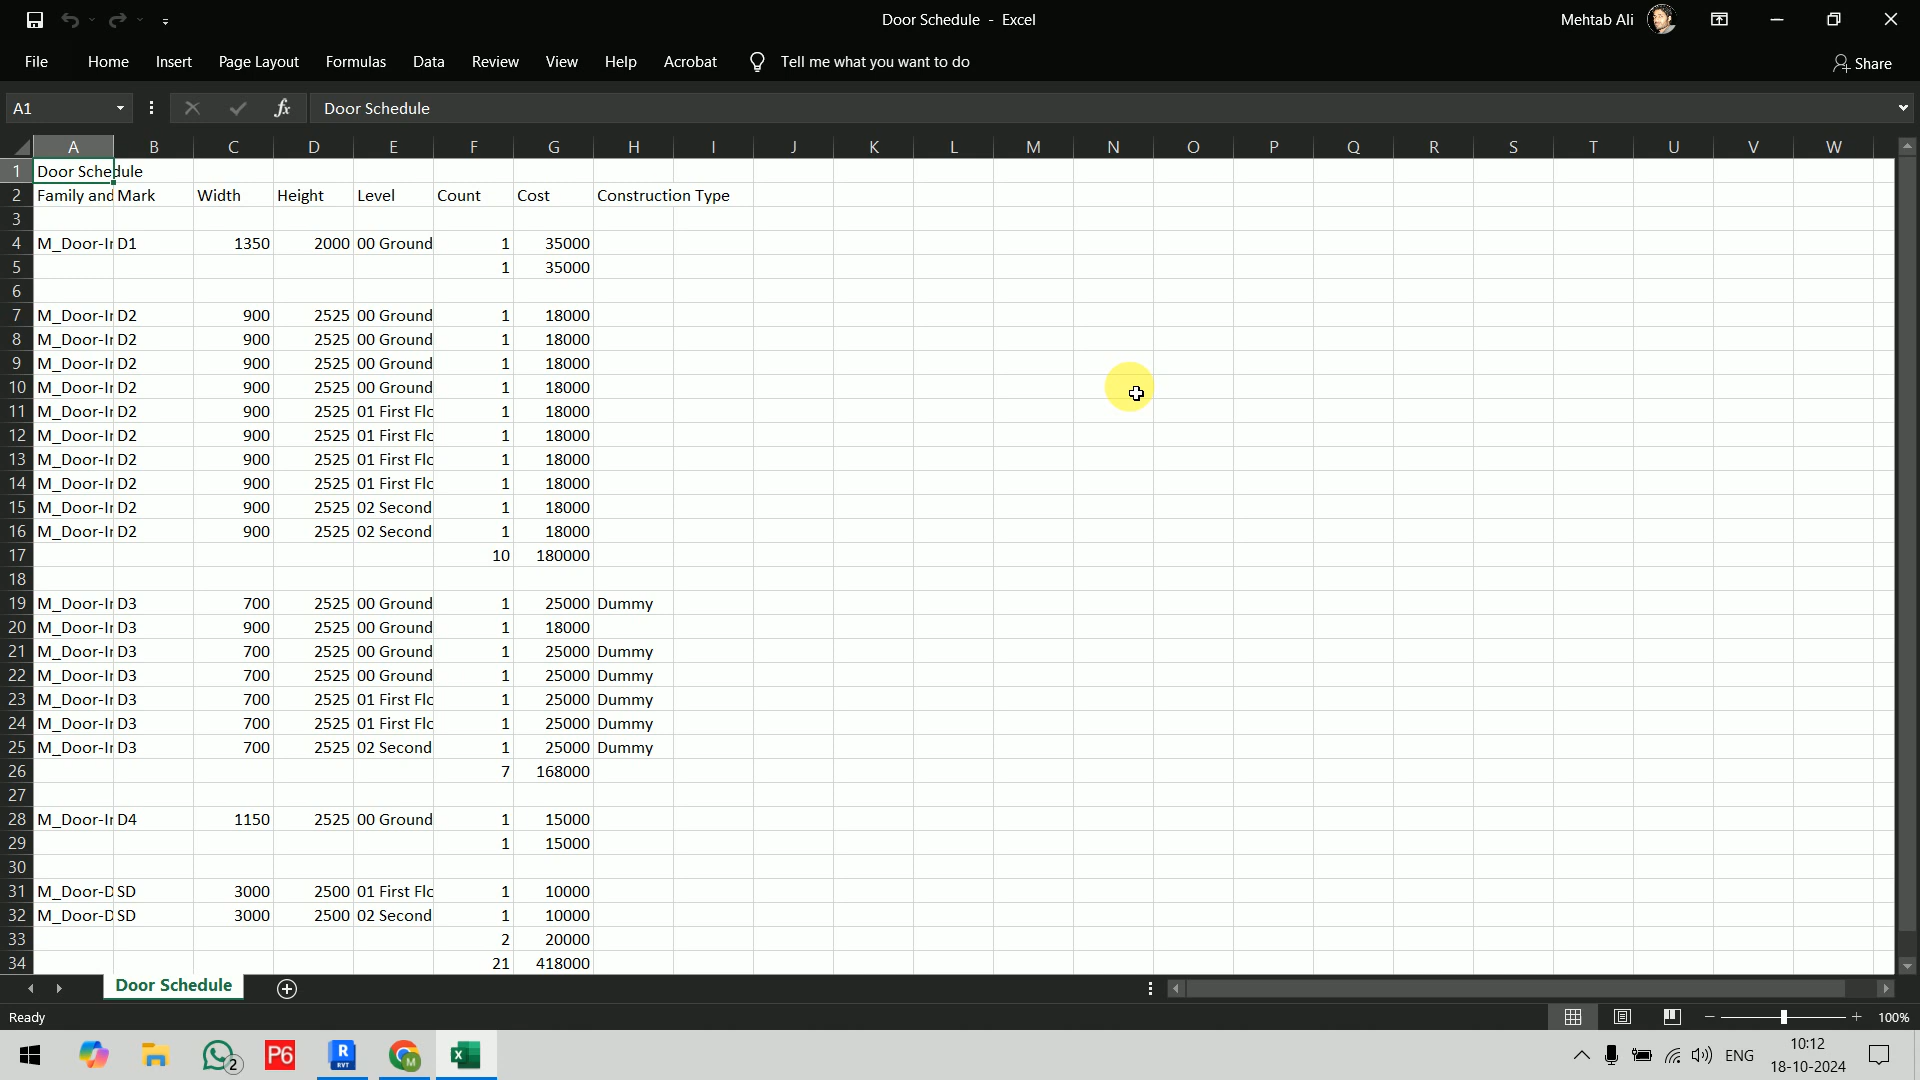 Door Schedule - Excel
Mehtab Ali
File Home Insert Page Layout Formulas Data Review View Help Acrobat Tell me what you want to do Share
A1 fx Door Schedule
A B C D E F G H I J K L M N O P Q R S T U V W
1 Door Schedule
2 Family and Mark Width Height Level Count Cost Construction Type
3
4 M_Door-Ir D1 1350 2000 00 Ground 1 35000
5 1 35000
6
7 M_Door-Ir D2 900 2525 00 Ground 1 18000
8 M_Door-Ir D2 900 2525 00 Ground 1 18000
9 M_Door-Ir D2 900 2525 00 Ground 1 18000
10 M_Door-Ir D2 900 2525 00 Ground 1 18000
11 M_Door-Ir D2 900 2525 01 First Flo 1 18000
12 M_Door-Ir D2 900 2525 01 First Flo 1 18000
13 M_Door-Ir D2 900 2525 01 First Flo 1 18000
14 M_Door-Ir D2 900 2525 01 First Flo 1 18000
15 M_Door-Ir D2 900 2525 02 Second 1 18000
16 M_Door-Ir D2 900 2525 02 Second 1 18000
17 10 180000
18
19 M_Door-Ir D3 700 2525 00 Ground 1 25000 Dummy
20 M_Door-Ir D3 900 2525 00 Ground 1 18000
21 M_Door-Ir D3 700 2525 00 Ground 1 25000 Dummy
22 M_Door-Ir D3 700 2525 00 Ground 1 25000 Dummy
23 M_Door-Ir D3 700 2525 01 First Flo 1 25000 Dummy
24 M_Door-Ir D3 700 2525 01 First Flo 1 25000 Dummy
25 M_Door-Ir D3 700 2525 02 Second 1 25000 Dummy
26 7 168000
27
28 M_Door-Ir D4 1150 2525 00 Ground 1 15000
29 1 15000
30
31 M_Door-D SD 3000 2500 01 First Flo 1 10000
32 M_Door-D SD 3000 2500 02 Second 1 10000
33 2 20000
34 21 418000
Door Schedule
Ready 100%
2 P6 R RVT M X ENG 10:12
18-10-2024